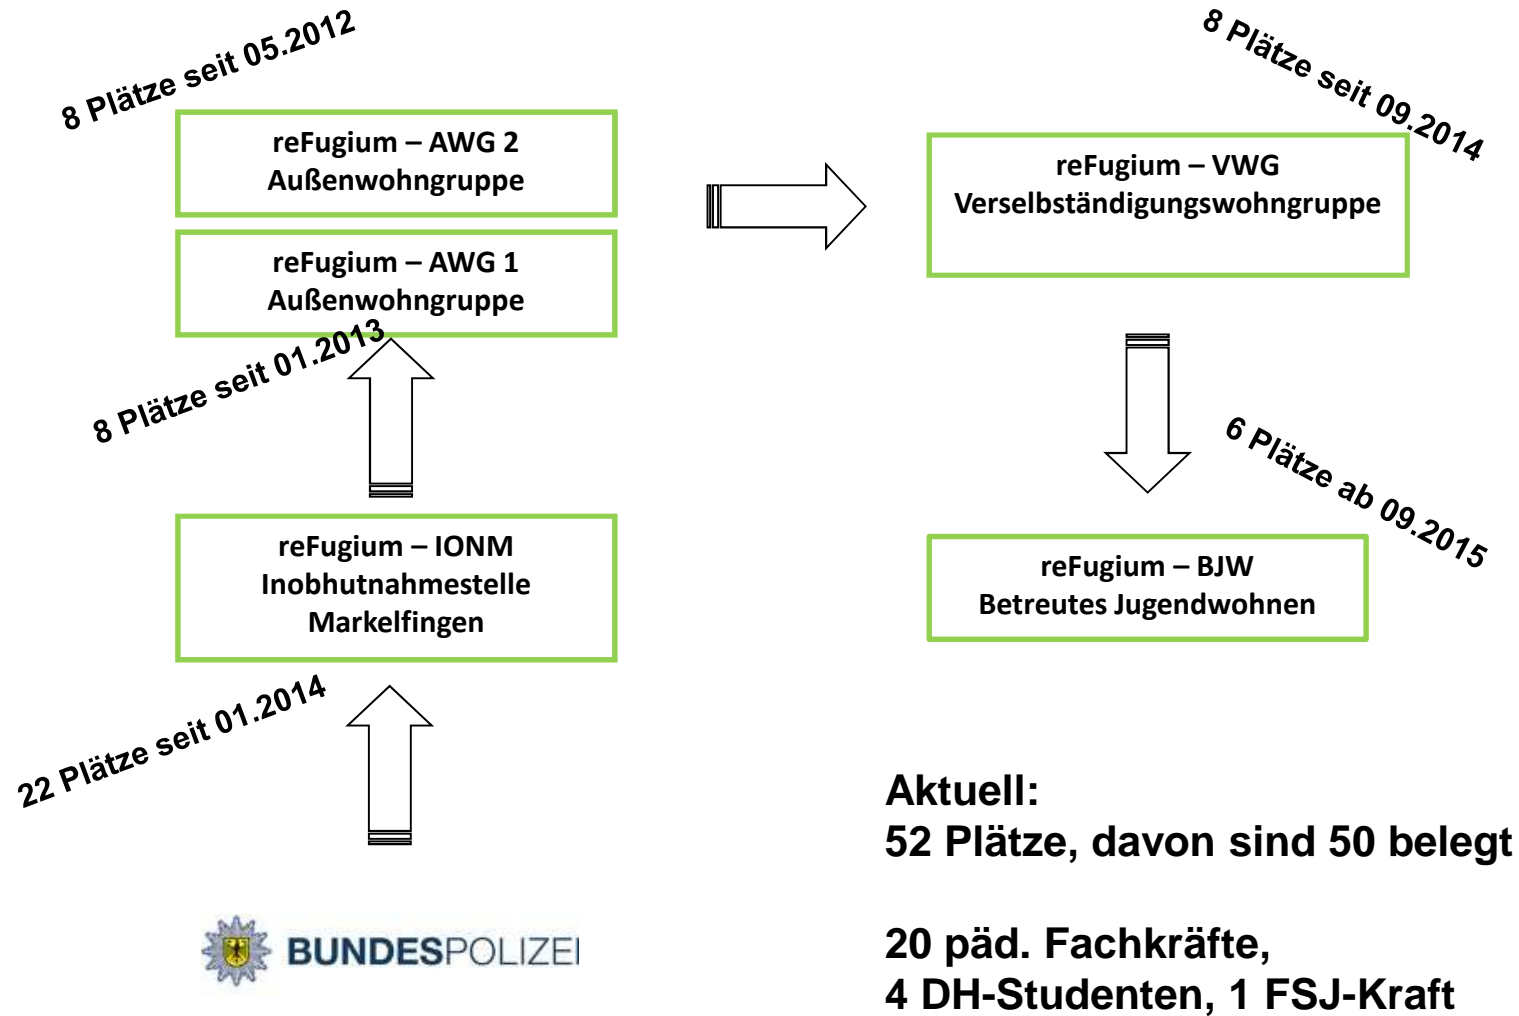 8 Plätze seit 05.2012
reFugium – AWG 2
Außenwohngruppe
reFugium – AWG 1
Außenwohngruppe
8 Plätze seit 01.2013
reFugium – IONM
Inobhutnahmestelle
Markelfingen
22 Plätze seit 01.2014
BUNDESPOLIZEI
8 Plätze seit 09.2014
reFugium – VWG
Verselbständigungswohngruppe
6 Plätze ab 09.2015
reFugium – BJW
Betreutes Jugendwohnen
Aktuell:
52 Plätze, davon sind 50 belegt
20 päd. Fachkräfte,
4 DH-Studenten, 1 FSJ-Kraft